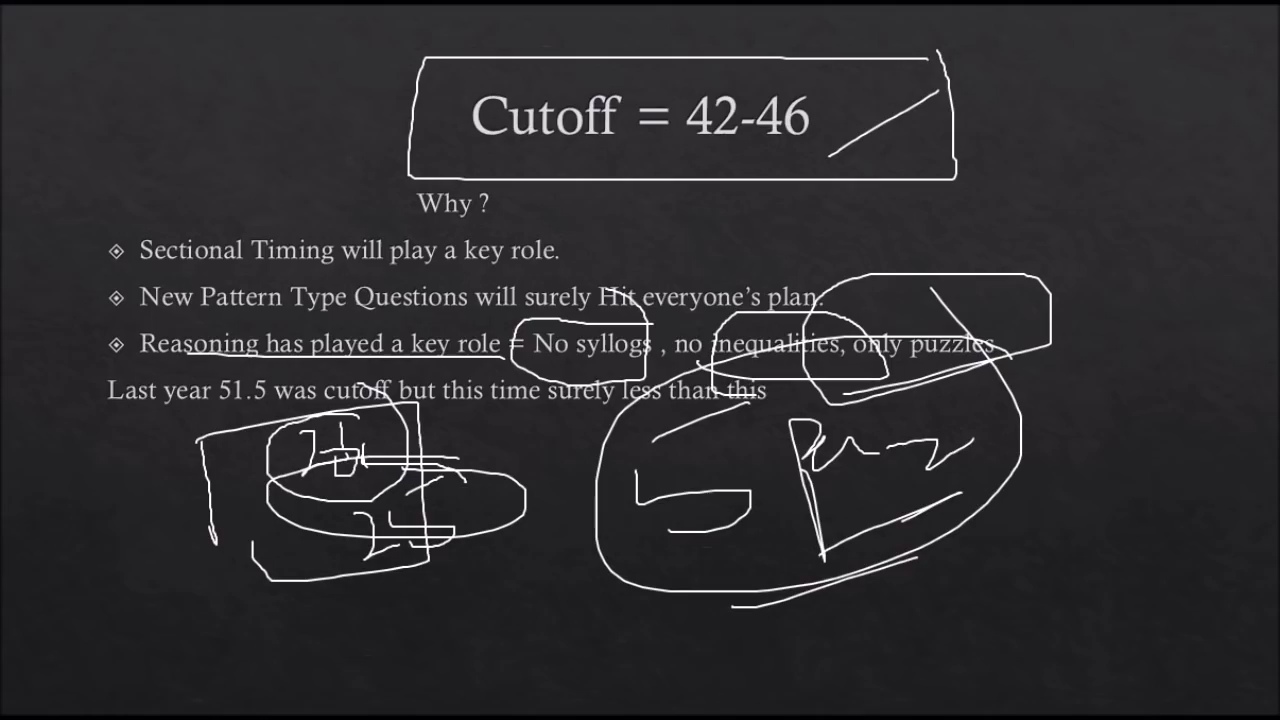 Cutoff = 42-46
Why ?
Sectional Timing will play a key role.
New Pattern Type Questions will surely Hit everyone's plan.
Reasoning has played a key role = No syllogs , no inequalities, only puzzles
Last year 51.5 was cutoff but this time surely less than this